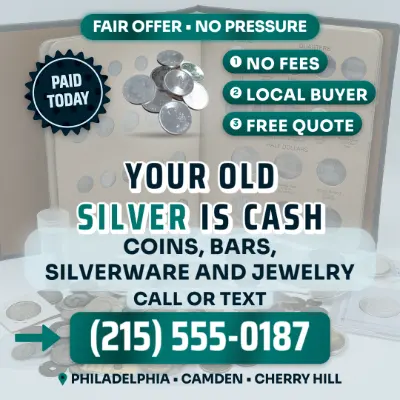 FAIR OFFER • NO PRESSURE
PAID
TODAY
1 NO FEES
2 LOCAL BUYER
3 FREE QUOTE
YOUR OLD
SILVER IS CASH
COINS, BARS,
SILVERWARE AND JEWELRY
CALL OR TEXT
(215) 555-0187
PHILADELPHIA • CAMDEN • CHERRY HILL